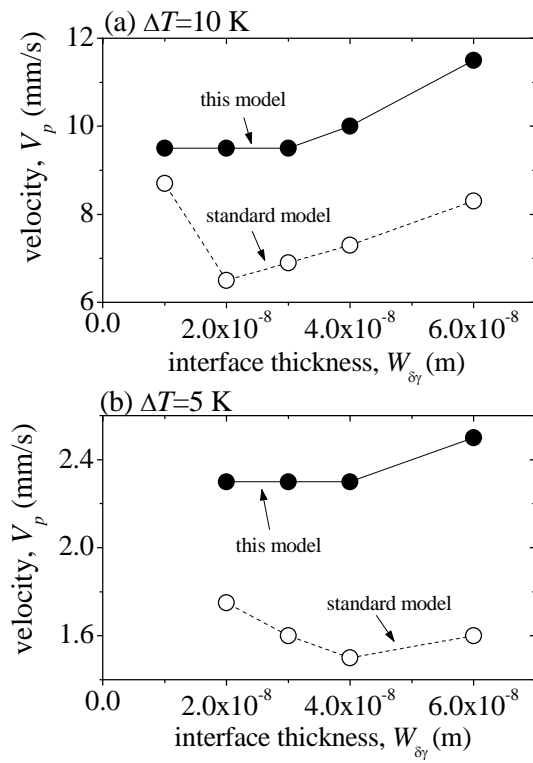 (a) ΔT=10 K
12
10
8
6
velocity, V_p (mm/s)
this model
standard model
0.0
2.0x10^-8
4.0x10^-8
6.0x10^-8
interface thickness, W_δγ (m)
(b) ΔT=5 K
2.4
2.0
1.6
velocity, V_p (mm/s)
this model
standard model
0.0
2.0x10^-8
4.0x10^-8
6.0x10^-8
interface thickness, W_δγ (m)